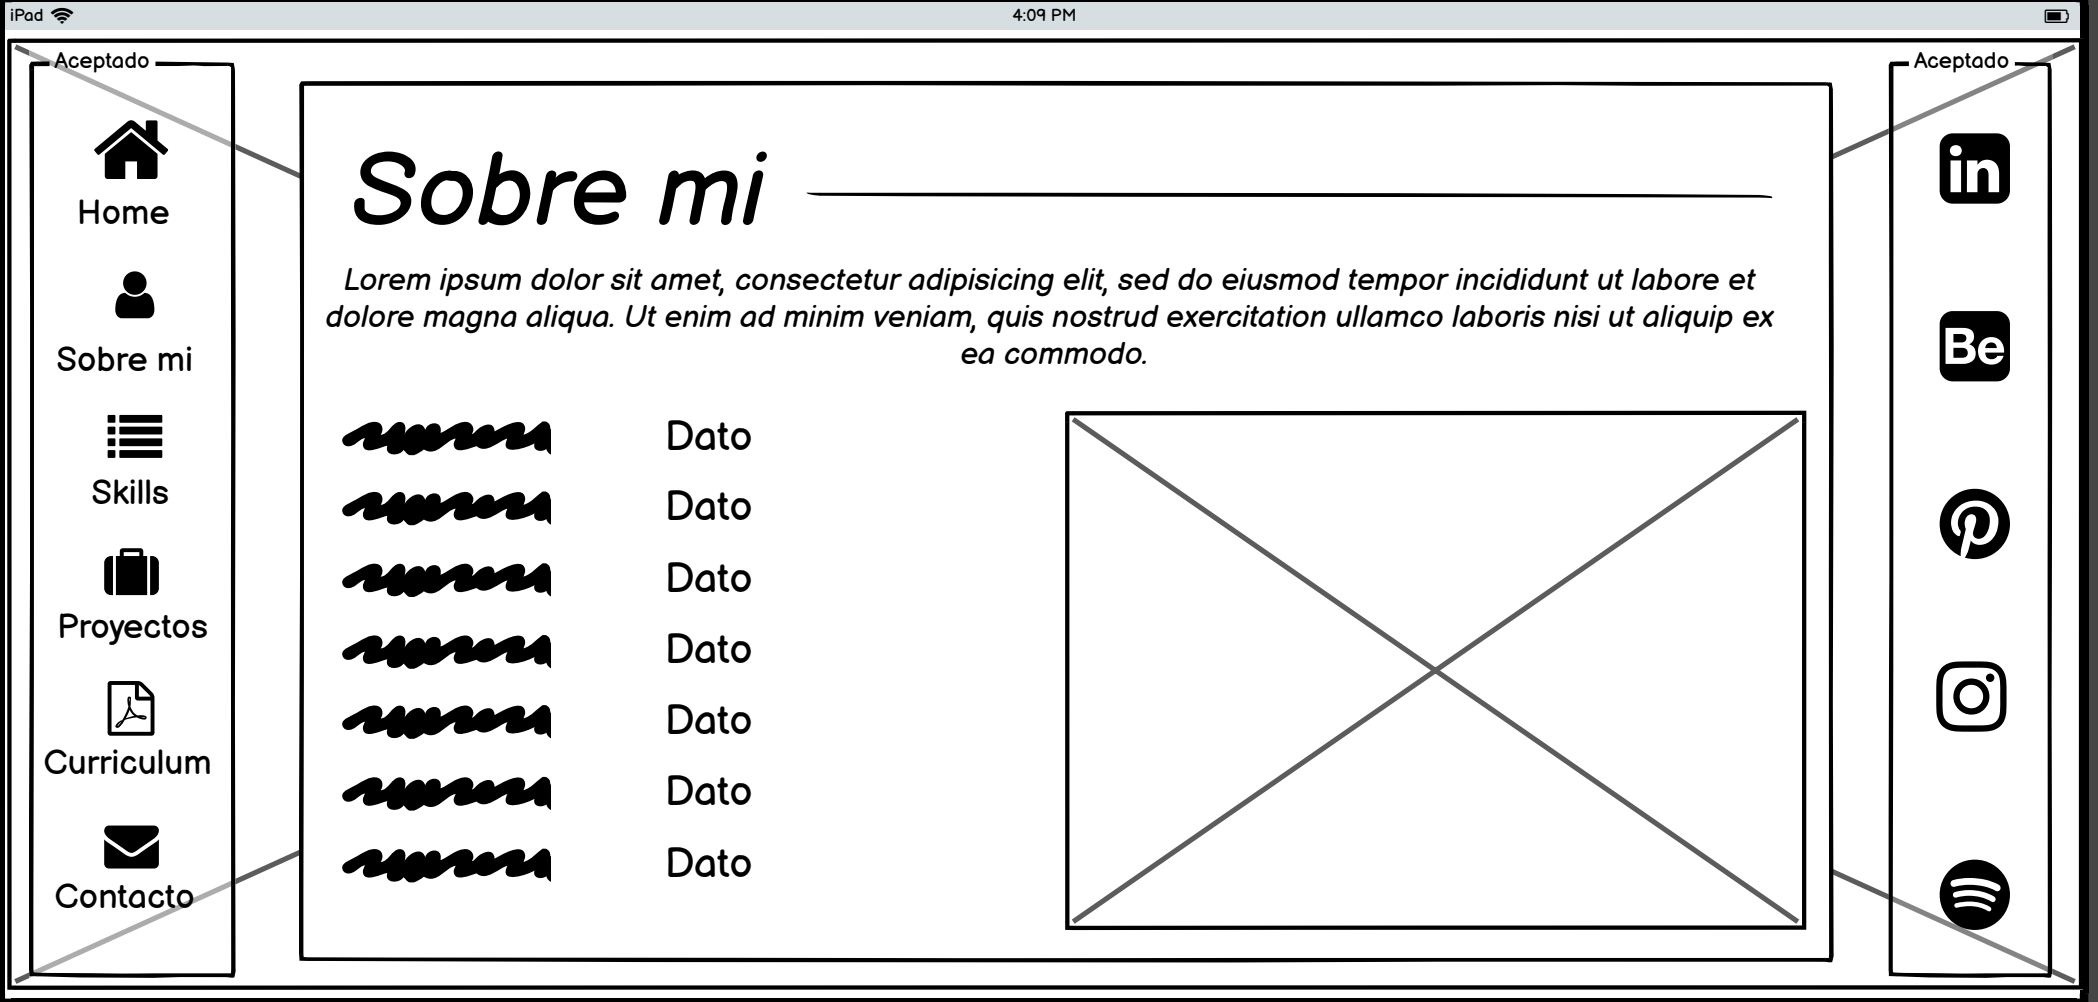 iPad
4:09 PM
Aceptado
Home
Sobre mi
Skills
Proyectos
Curriculum
Contacto
Sobre mi
Lorem ipsum dolor sit amet, consectetur adipisicing elit, sed do eiusmod tempor incididunt ut labore et
dolore magna aliqua. Ut enim ad minim veniam, quis nostrud exercitation ullamco laboris nisi ut aliquip ex
ea commodo.
Dato
Dato
Dato
Dato
Dato
Dato
Dato
Aceptado
in
Be